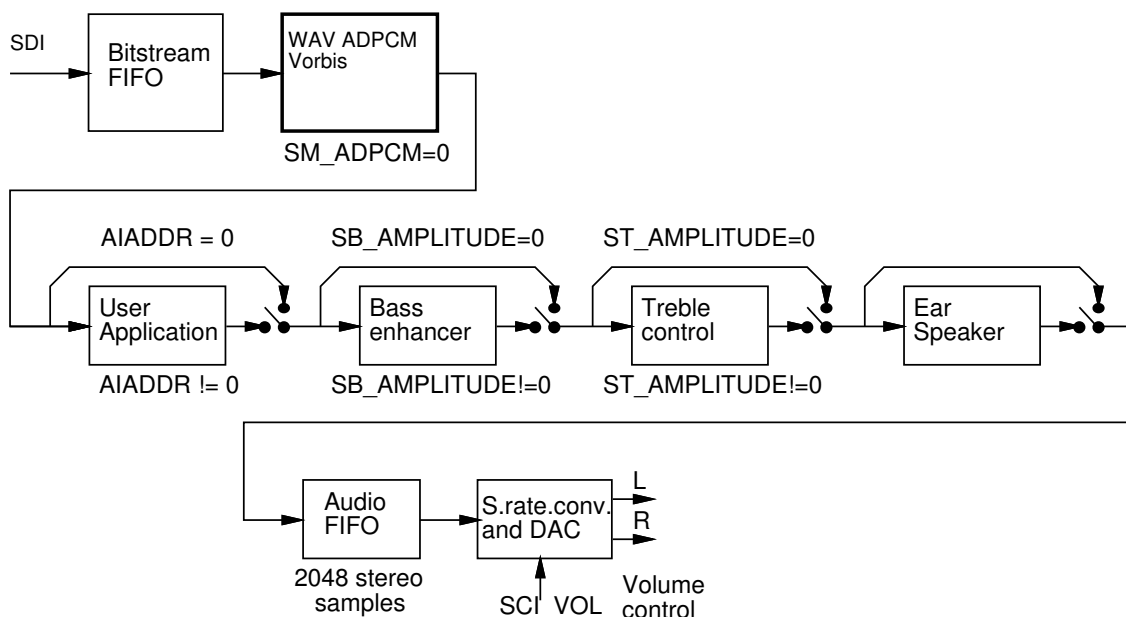 SDI
Bitstream
FIFO
WAV ADPCM
Vorbis
SM_ADPCM=0
AIADDR = 0
SB_AMPLITUDE=0
ST_AMPLITUDE=0
User
Application
Bass
enhancer
Treble
control
Ear
Speaker
AIADDR != 0
SB_AMPLITUDE!=0
ST_AMPLITUDE!=0
Audio
FIFO
S.rate.conv.
and DAC
L
R
2048 stereo
samples
SCI_VOL
Volume
control